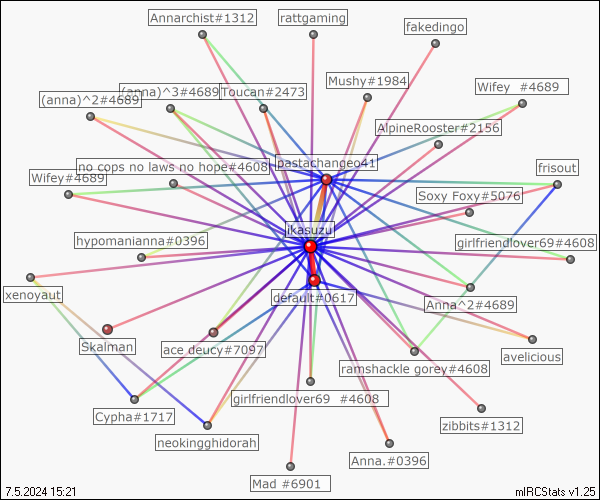 Annarchist#1312
rattgaming
fakedingo
(anna)^2#4689
(anna)^3#4689
Toucan#2473
Mushy#1984
Wifey #4689
AlpineRooster#2156
pastachangeo41
no cops no laws no hope#4608
frisout
Wifey#4689
Soxy Foxy#5076
jkasuzu
hypomanianna#0396
girlfriendlover69#4608
xenoyaut
default#0617
Anna^2#4689
Skalman
ace deucy#7097
avelicious
ramshackle gorey#4608
girlfriendlover69 #4608
Cypha#1717
zibbits#1312
neokingghidorah
Anna.#0396
Mad #6901
7.5.2024 15:21
mIRCStats v1.25